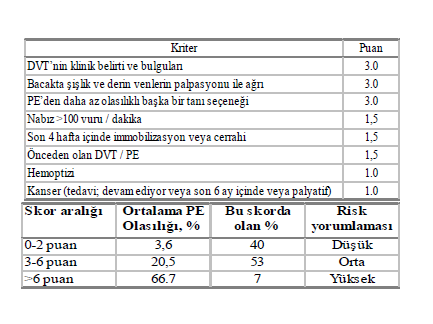 Kriter Puan
DVT'nin klinik belirti ve bulguları 3.0
Bacakta şişlik ve derin venlerin palpasyonu ile ağrı 3.0
PE'den daha az olasılıklı başka bir tanı seçeneği 3.0
Nabız >100 vuru / dakika 1,5
Son 4 hafta içinde immobilizasyon veya cerrahi 1,5
Önceden olan DVT / PE 1,5
Hemoptizi 1.0
Kanser (tedavi; devam ediyor veya son 6 ay içinde veya palyatif) 1.0
Skor aralığı Ortalama PE Bu skorda Risk
Olasılığı, % olan % yorumlaması
0-2 puan 3,6 40 Düşük
3-6 puan 20,5 53 Orta
>6 puan 66.7 7 Yüksek